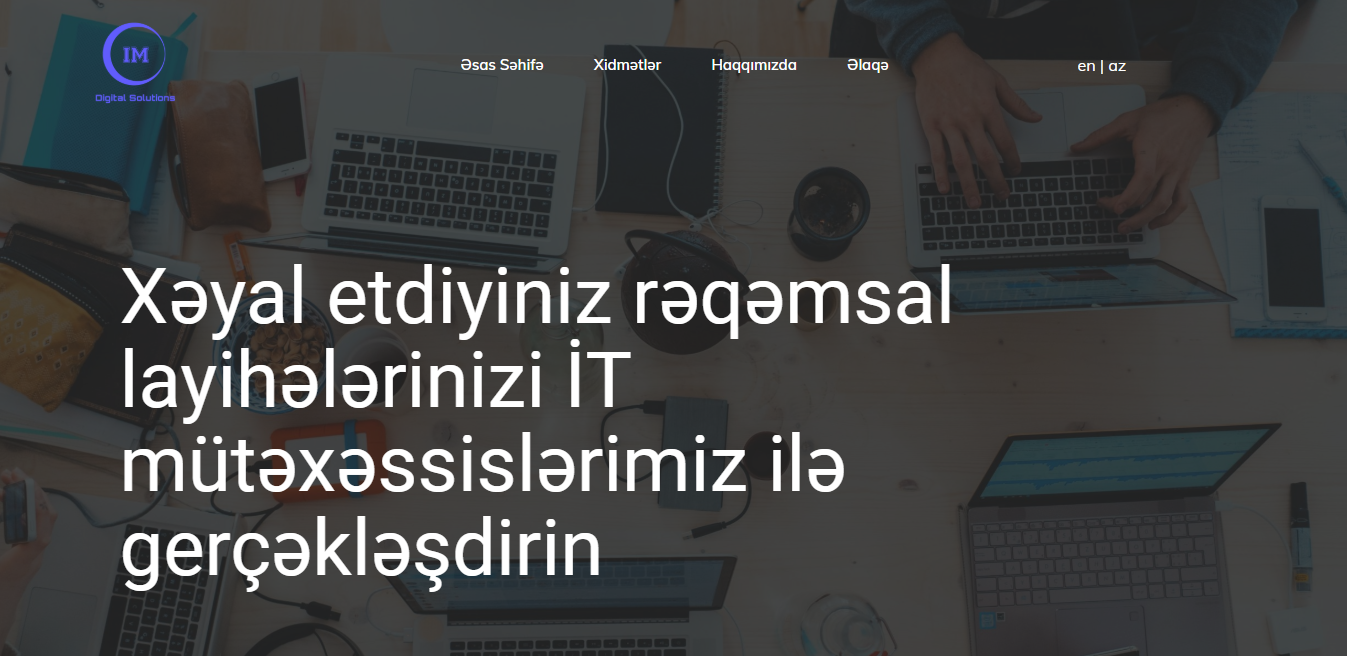 IM
Digital Solutions
Əsas Səhifə Xidmətlər Haqqımızda Əlaqə en | az
Xəyal etdiyiniz rəqəmsal
layihələrinizi İT
mütəxəssislərimiz ilə
gerçəkləşdirin